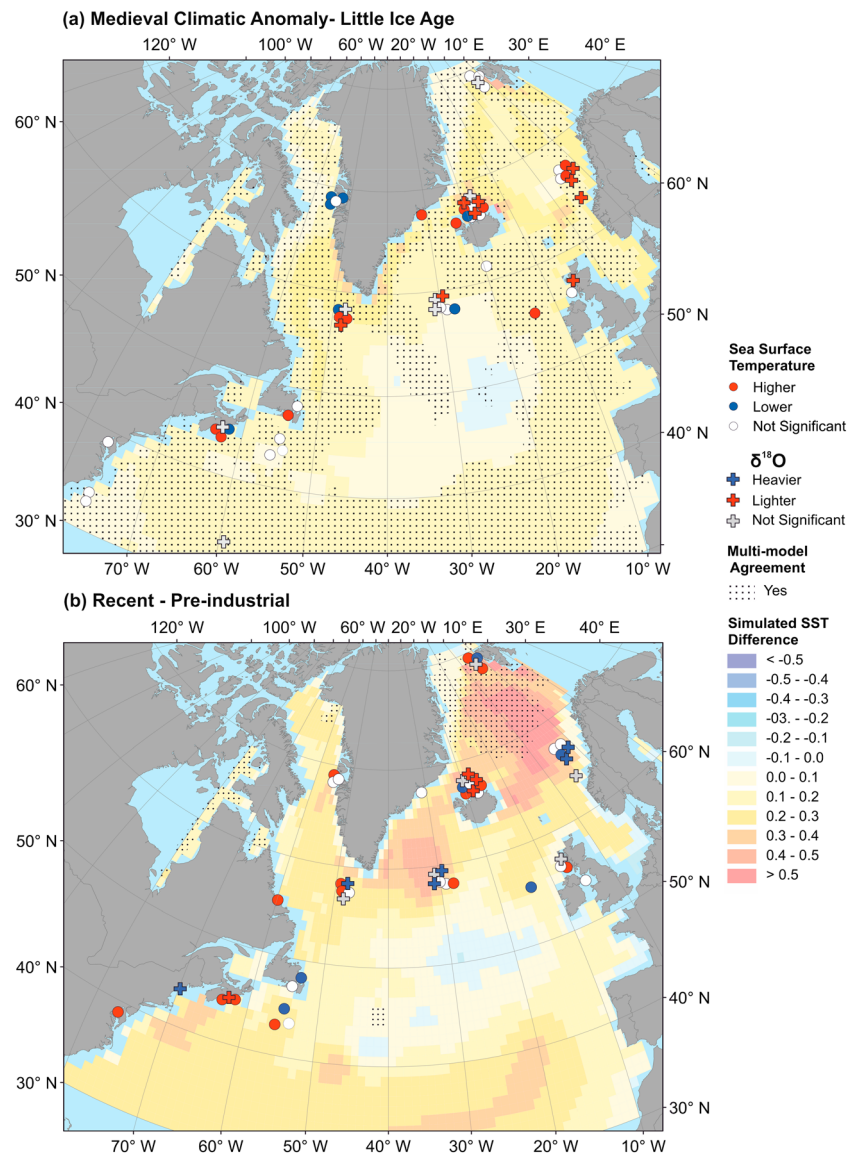 (a) Medieval Climatic Anomaly- Little Ice Age
120° W 100° W 60° W 20° W 10° E 30° E 40° E
60° N
60° N
50° N
50° N
40° N
40° N
30° N
70° W 60° W 50° W 40° W 30° W 20° W 10° W
Sea Surface
Temperature
Higher
Lower
Not Significant
δ¹⁸O
Heavier
Lighter
Not Significant
Multi-model
Agreement
Yes
Simulated SST
Difference
< -0.5
-0.5 - -0.4
-0.4 - -0.3
-03. - -0.2
-0.2 - -0.1
-0.1 - 0.0
0.0 - 0.1
0.1 - 0.2
0.2 - 0.3
0.3 - 0.4
0.4 - 0.5
> 0.5
(b) Recent - Pre-industrial
120° W 100° W 60° W 20° W 10° E 30° E 40° E
60° N
60° N
50° N
50° N
40° N
40° N
30° N
30° N
70° W 60° W 50° W 40° W 30° W 20° W 10° W